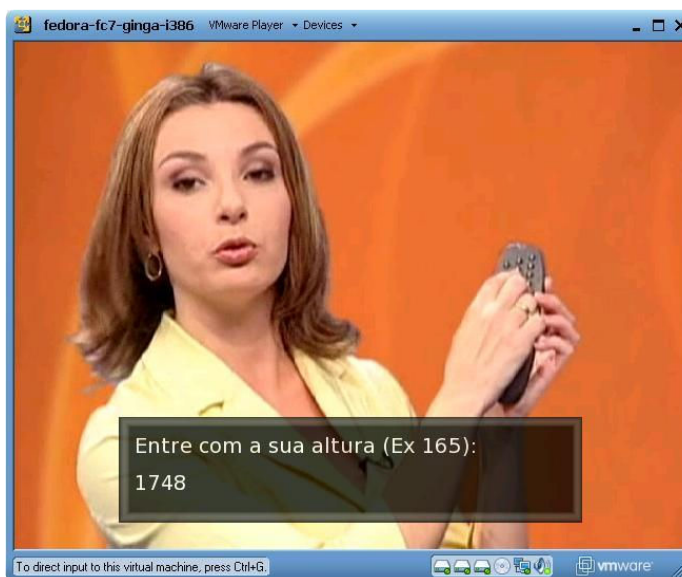 fedora-fc7-ginga-i386 VMware Player Devices
Entre com a sua altura (Ex 165):
1748
To direct input to this virtual machine, press Ctrl+G. vmware